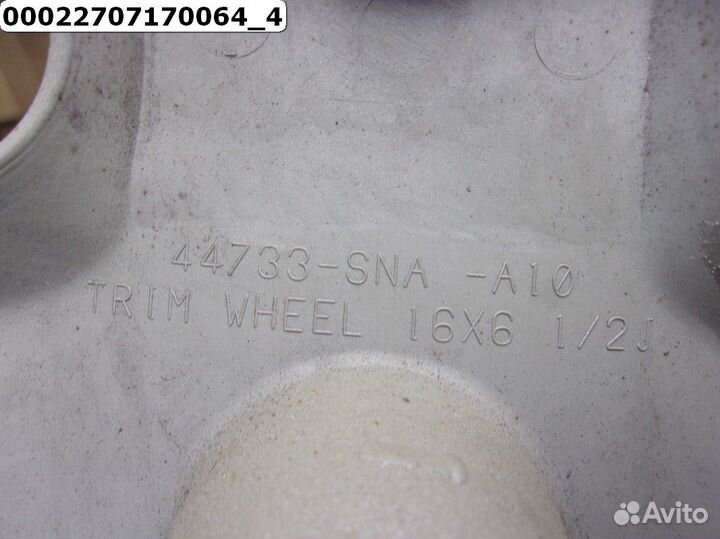 00022707170064_4
44733-SNA -A10
TRIM WHEEL 16X6 1/2J
Avito